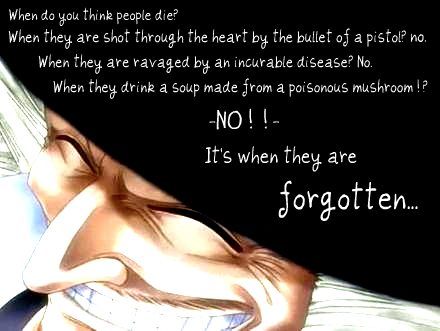 When do you think people die?
When they are shot through the heart by the bullet of a pistol? no.
When they are ravaged by an incurable disease? No.
When they drink a soup made from a poisonous mushroom!?
-NO!!-
It's when they are
forgotten...